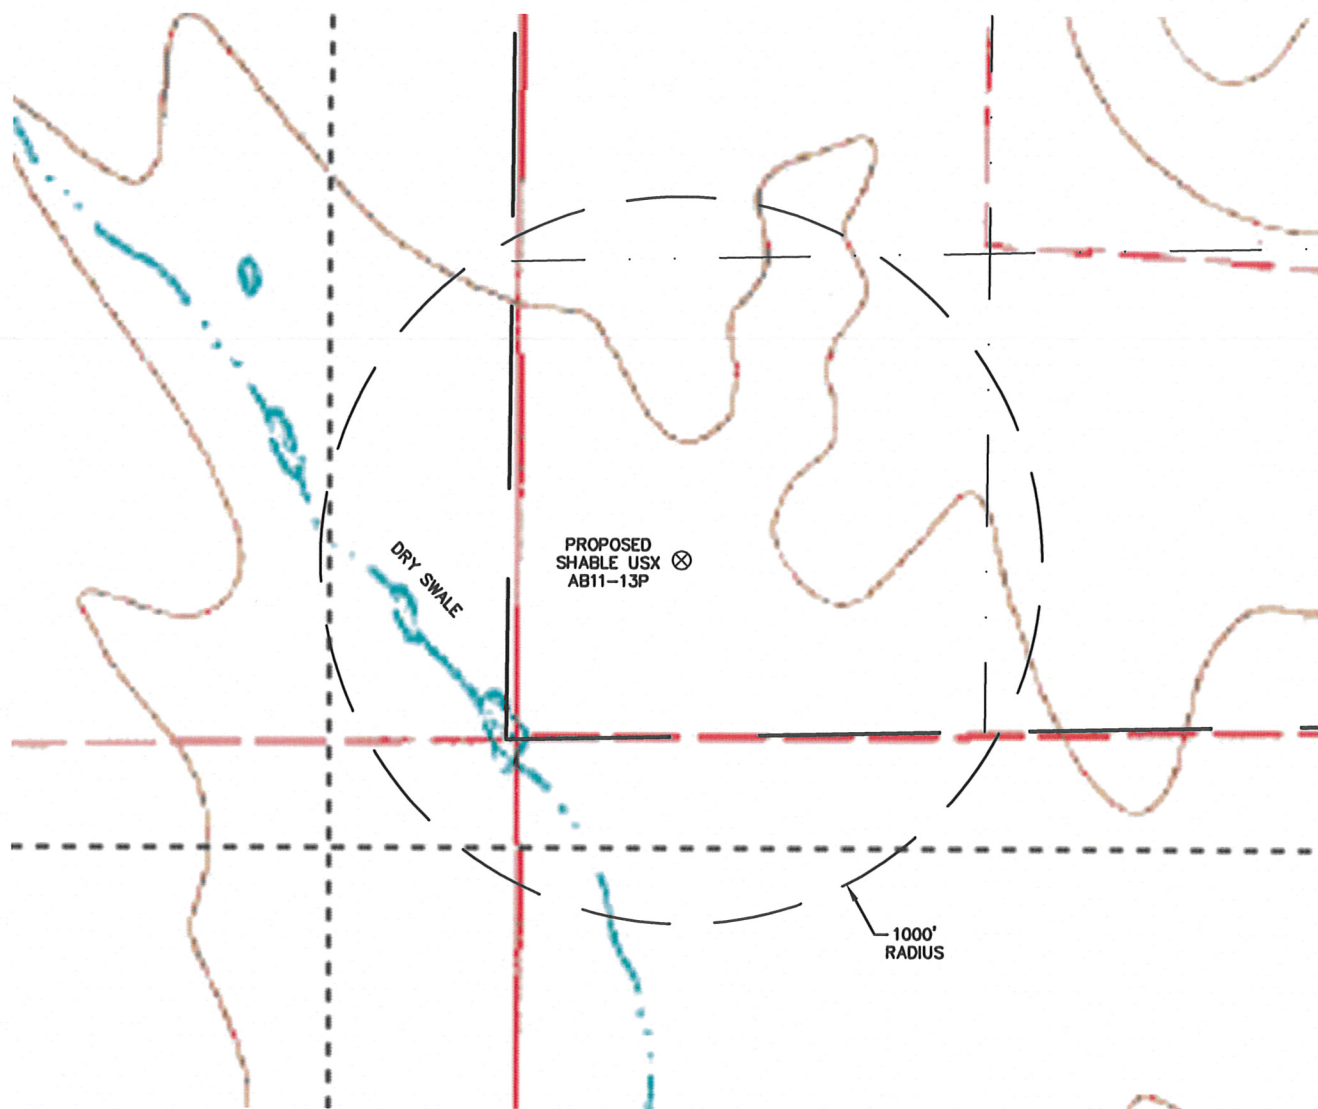 DRY SWALE
PROPOSED
SHABLE USX
AB11-13P
1000'
RADIUS